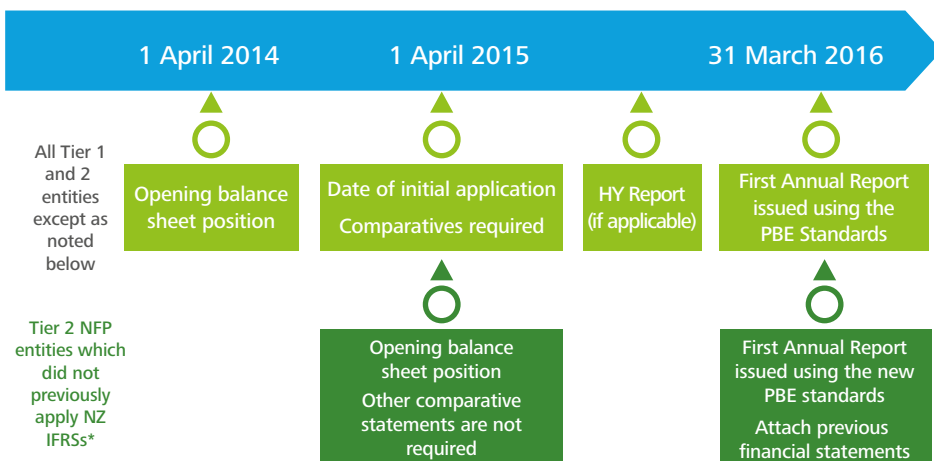 1 April 2014
1 April 2015
31 March 2016
All Tier 1
and 2
entities
except as
noted
below
Opening balance
sheet position
Date of initial application
Comparatives required
HY Report
(if applicable)
First Annual Report
issued using the
PBE Standards
Tier 2 NFP
entities which
did not
previously
apply NZ
IFRSs*
Opening balance
sheet position
Other comparative
statements are not
required
First Annual Report
issued using the new
PBE standards
Attach previous
financial statements